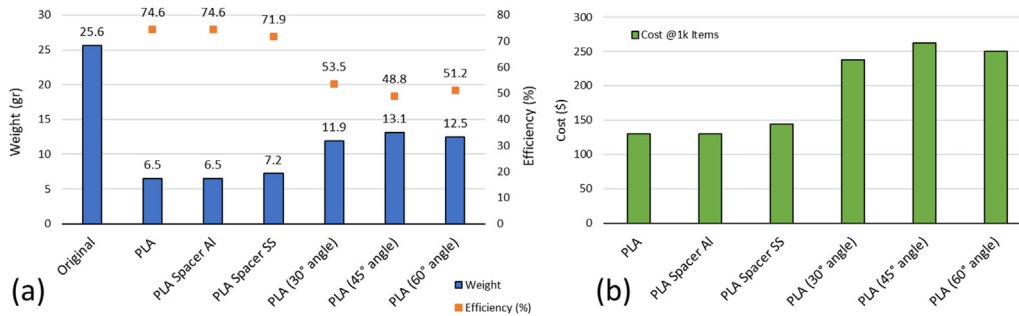 30
25
20
15
10
5
0
Weight (gr)
25.6
6.5
6.5
7.2
11.9
13.1
12.5
74.6
74.6
71.9
53.5
48.8
51.2
80
70
60
50
40
30
20
10
0
Efficiency (%)
Original
PLA
PLA Spacer Al
PLA Spacer SS
PLA (30° angle)
PLA (45° angle)
PLA (60° angle)
Weight
Efficiency (%)
(a)
300
250
200
150
100
50
0
Cost ($)
Cost @1k Items
PLA
PLA Spacer Al
PLA Spacer SS
PLA (30° angle)
PLA (45° angle)
PLA (60° angle)
(b)